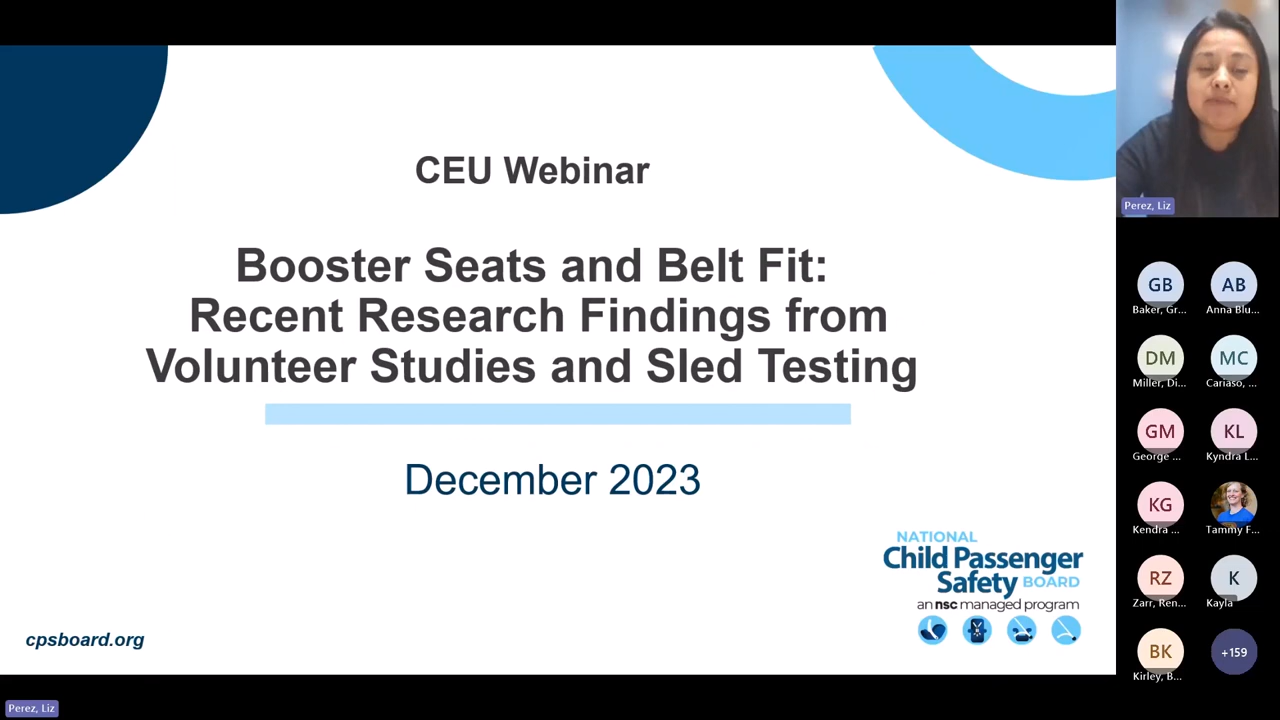 CEU Webinar
Booster Seats and Belt Fit:
Recent Research Findings from
Volunteer Studies and Sled Testing
December 2023
NATIONAL
Child Passenger
Safety BOARD
an nsc managed program
cpsboard.org
Perez, Liz
Perez, Liz
GB
AB
Baker, Gr...
Anna Blu...
DM
MC
Miller, Di...
Cariaso, ...
GM
KL
George ...
Kyndra L...
KG
Kendra ...
Tammy F...
RZ
K
Zarr, Ren...
Kayla
BK
+159
Kirley, B...